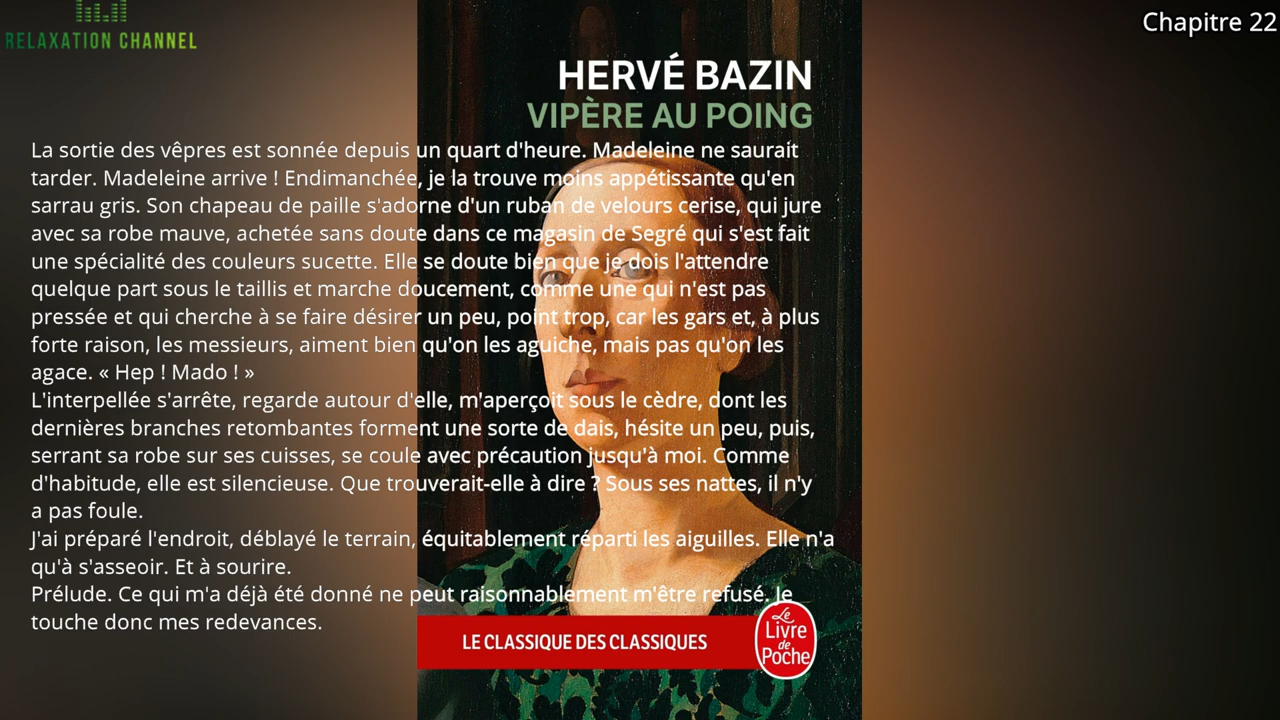 RELAXATION CHANNEL
Chapitre 22
HERVÉ BAZIN
VIPÈRE AU POING
La sortie des vêpres est sonnée depuis un quart d'heure. Madeleine ne saurait
tarder. Madeleine arrive ! Endimanchée, je la trouve moins appétissante qu'en
sarrau gris. Son chapeau de paille s'adorne d'un ruban de velours cerise, qui jure
avec sa robe mauve, achetée sans doute dans ce magasin de Segré qui s'est fait
une spécialité des couleurs sucette. Elle se doute bien que je dois l'attendre
quelque part sous le taillis et marche doucement, comme une qui n'est pas
pressée et qui cherche à se faire désirer un peu, point trop, car les gars et, à plus
forte raison, les messieurs, aiment bien qu'on les aguiche, mais pas qu'on les
agace. « Hep ! Mado ! »
L'interpellée s'arrête, regarde autour d'elle, m'aperçoit sous le cèdre, dont les
dernières branches retombantes forment une sorte de dais, hésite un peu, puis,
serrant sa robe sur ses cuisses, se coule avec précaution jusqu'à moi. Comme
d'habitude, elle est silencieuse. Que trouverait-elle à dire ? Sous ses nattes, il n'y
a pas foule.
J'ai préparé l'endroit, déblayé le terrain, équitablement réparti les aiguilles. Elle n'a
qu'à s'asseoir. Et à sourire.
Prélude. Ce qui m'a déjà été donné ne peut raisonnablement m'être refusé. Je
touche donc mes redevances.
LE CLASSIQUE DES CLASSIQUES
Le
Livre
de
Poche